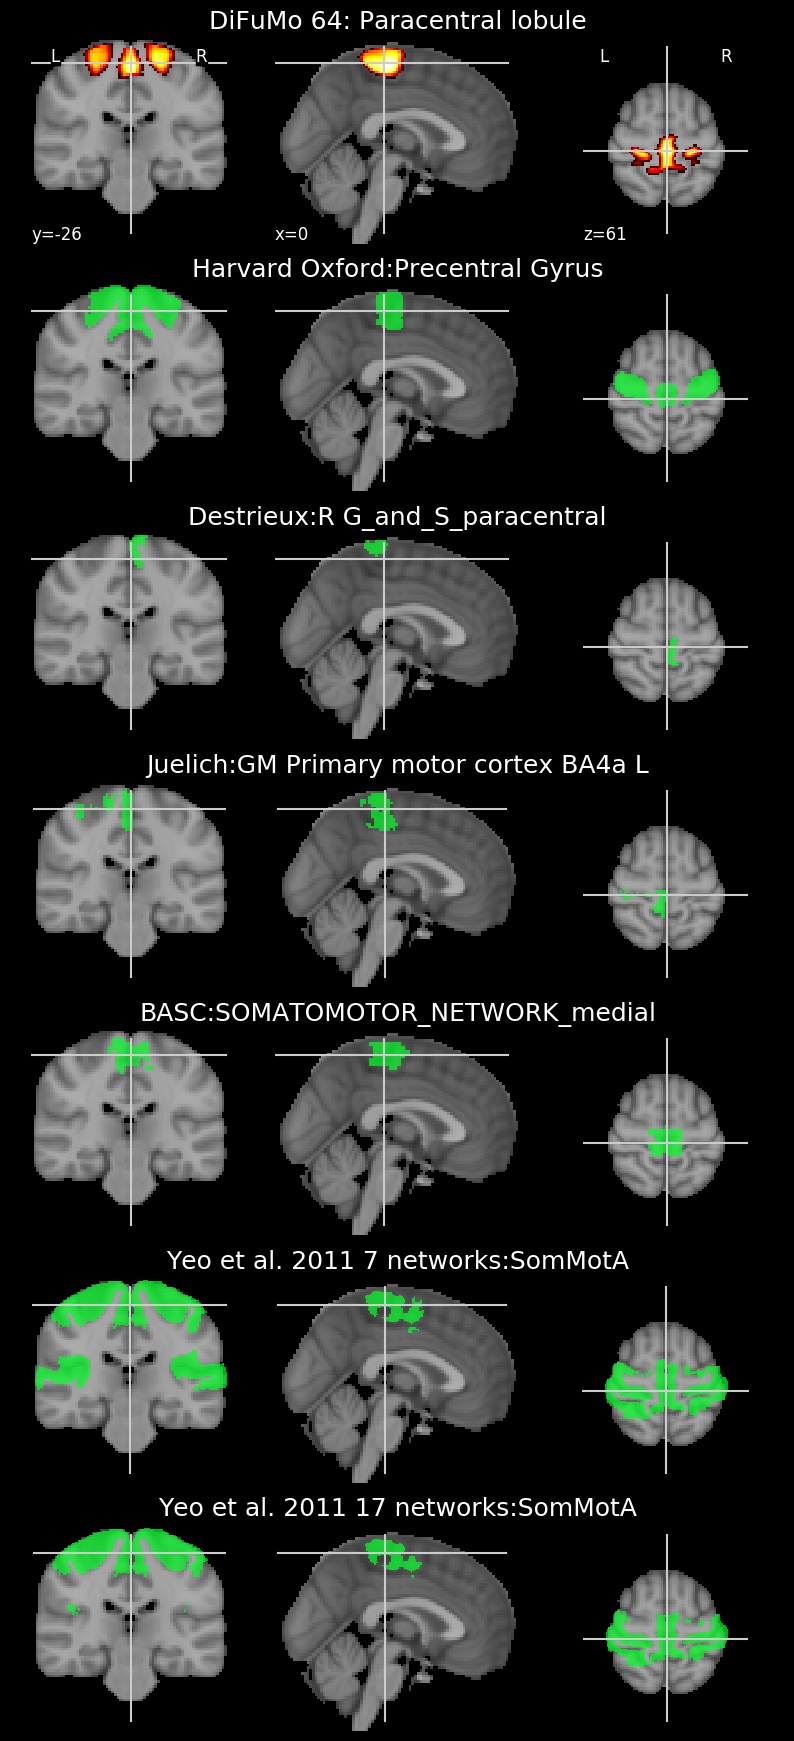 DiFuMo 64: Paracentral lobule
L R L R
y=-26 x=0 z=61
Harvard Oxford:Precentral Gyrus
Destrieux:R G_and_S_paracentral
Juelich:GM Primary motor cortex BA4a L
BASC:SOMATOMOTOR_NETWORK_medial
Yeo et al. 2011 7 networks:SomMotA
Yeo et al. 2011 17 networks:SomMotA